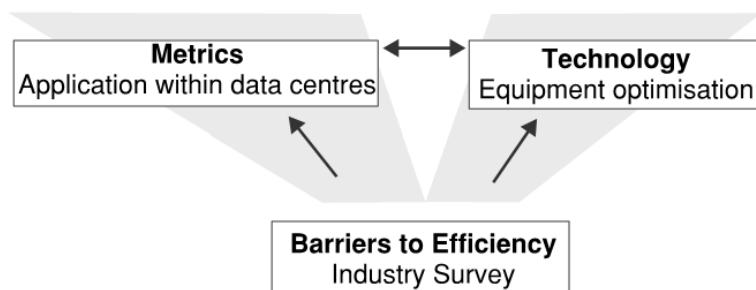 Metrics
Application within data centres
Technology
Equipment optimisation
Barriers to Efficiency
Industry Survey